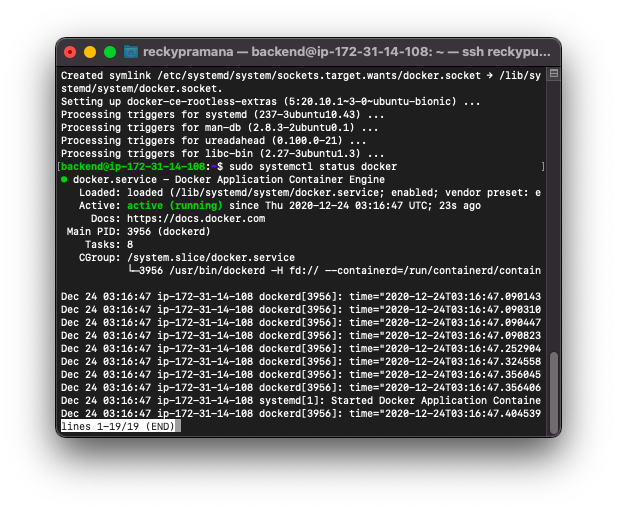 reckypramana — backend@ip-172-31-14-108: ~ — ssh reckypu...
Created symlink /etc/systemd/system/sockets.target.wants/docker.socket → /lib/sy
stemd/system/docker.socket.
Setting up docker-ce-rootless-extras (5:20.10.1~3-0~ubuntu-bionic) ...
Processing triggers for systemd (237-3ubuntu10.43) ...
Processing triggers for man-db (2.8.3-2ubuntu0.1) ...
Processing triggers for ureadahead (0.100.0-21) ...
Processing triggers for libc-bin (2.27-3ubuntu1.3) ...
[backend@ip-172-31-14-108:~$ sudo systemctl status docker ]
● docker.service - Docker Application Container Engine
Loaded: loaded (/lib/systemd/system/docker.service; enabled; vendor preset: e
Active: active (running) since Thu 2020-12-24 03:16:47 UTC; 23s ago
Docs: https://docs.docker.com
Main PID: 3956 (dockerd)
Tasks: 8
CGroup: /system.slice/docker.service
└─3956 /usr/bin/dockerd -H fd:// --containerd=/run/containerd/contain
Dec 24 03:16:47 ip-172-31-14-108 dockerd[3956]: time="2020-12-24T03:16:47.090143
Dec 24 03:16:47 ip-172-31-14-108 dockerd[3956]: time="2020-12-24T03:16:47.090310
Dec 24 03:16:47 ip-172-31-14-108 dockerd[3956]: time="2020-12-24T03:16:47.090447
Dec 24 03:16:47 ip-172-31-14-108 dockerd[3956]: time="2020-12-24T03:16:47.090823
Dec 24 03:16:47 ip-172-31-14-108 dockerd[3956]: time="2020-12-24T03:16:47.252904
Dec 24 03:16:47 ip-172-31-14-108 dockerd[3956]: time="2020-12-24T03:16:47.324558
Dec 24 03:16:47 ip-172-31-14-108 dockerd[3956]: time="2020-12-24T03:16:47.356045
Dec 24 03:16:47 ip-172-31-14-108 dockerd[3956]: time="2020-12-24T03:16:47.356406
Dec 24 03:16:47 ip-172-31-14-108 systemd[1]: Started Docker Application Containe
Dec 24 03:16:47 ip-172-31-14-108 dockerd[3956]: time="2020-12-24T03:16:47.404539
lines 1-19/19 (END)